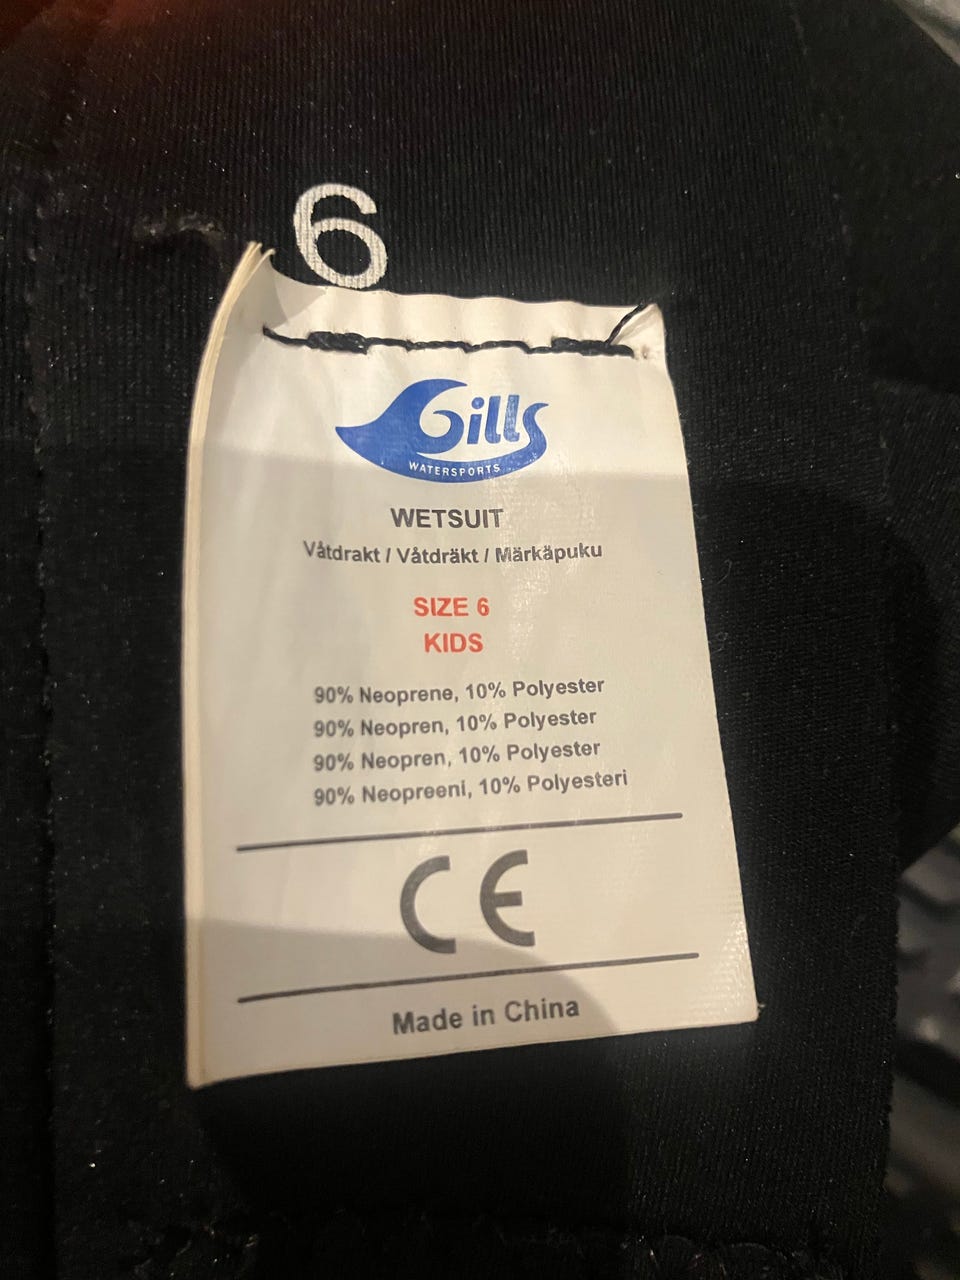 6
Gills
WATERSPORTS
WETSUIT
Våtdrakt / Våtdräkt / Märkäpuku
SIZE 6
KIDS
90% Neoprene, 10% Polyester
90% Neopren, 10% Polyester
90% Neopren, 10% Polyester
90% Neopreeni, 10% Polyesteri
CE
Made in China